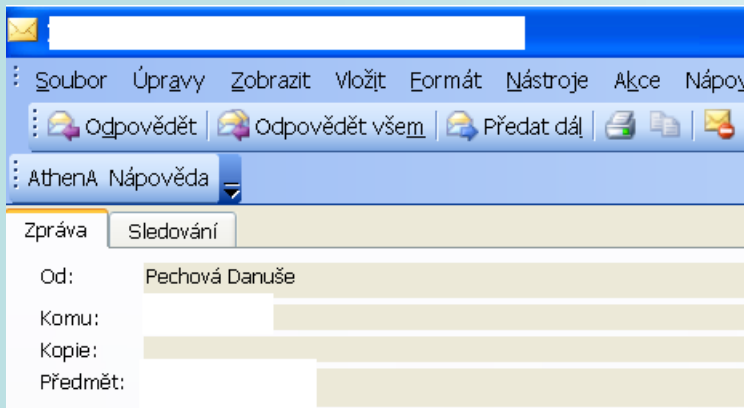 Soubor Úpravy Zobrazit Vložit Formát Nástroje Akce
Odpovědět Odpovědět všem Předat dál
AthenA Nápověda
Zpráva Sledování
Od: Pechová Danuše
Komu:
Kopie:
Předmět: